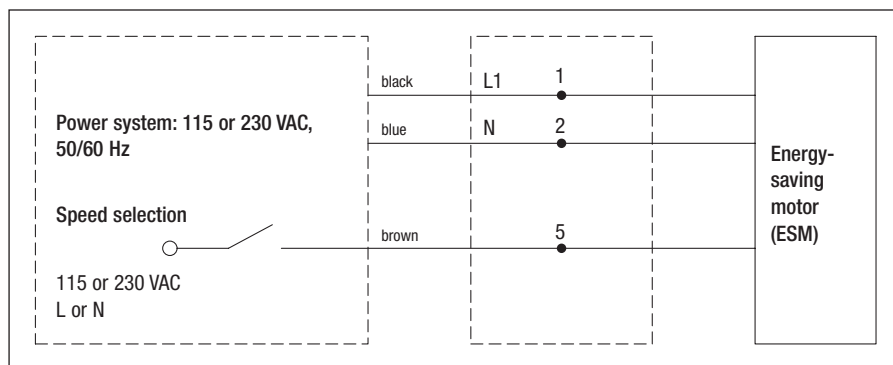 black
L1
1
Power system: 115 or 230 VAC,
50/60 Hz
blue
N
2
Energy-
saving
motor
(ESM)
Speed selection
brown
5
115 or 230 VAC
L or N